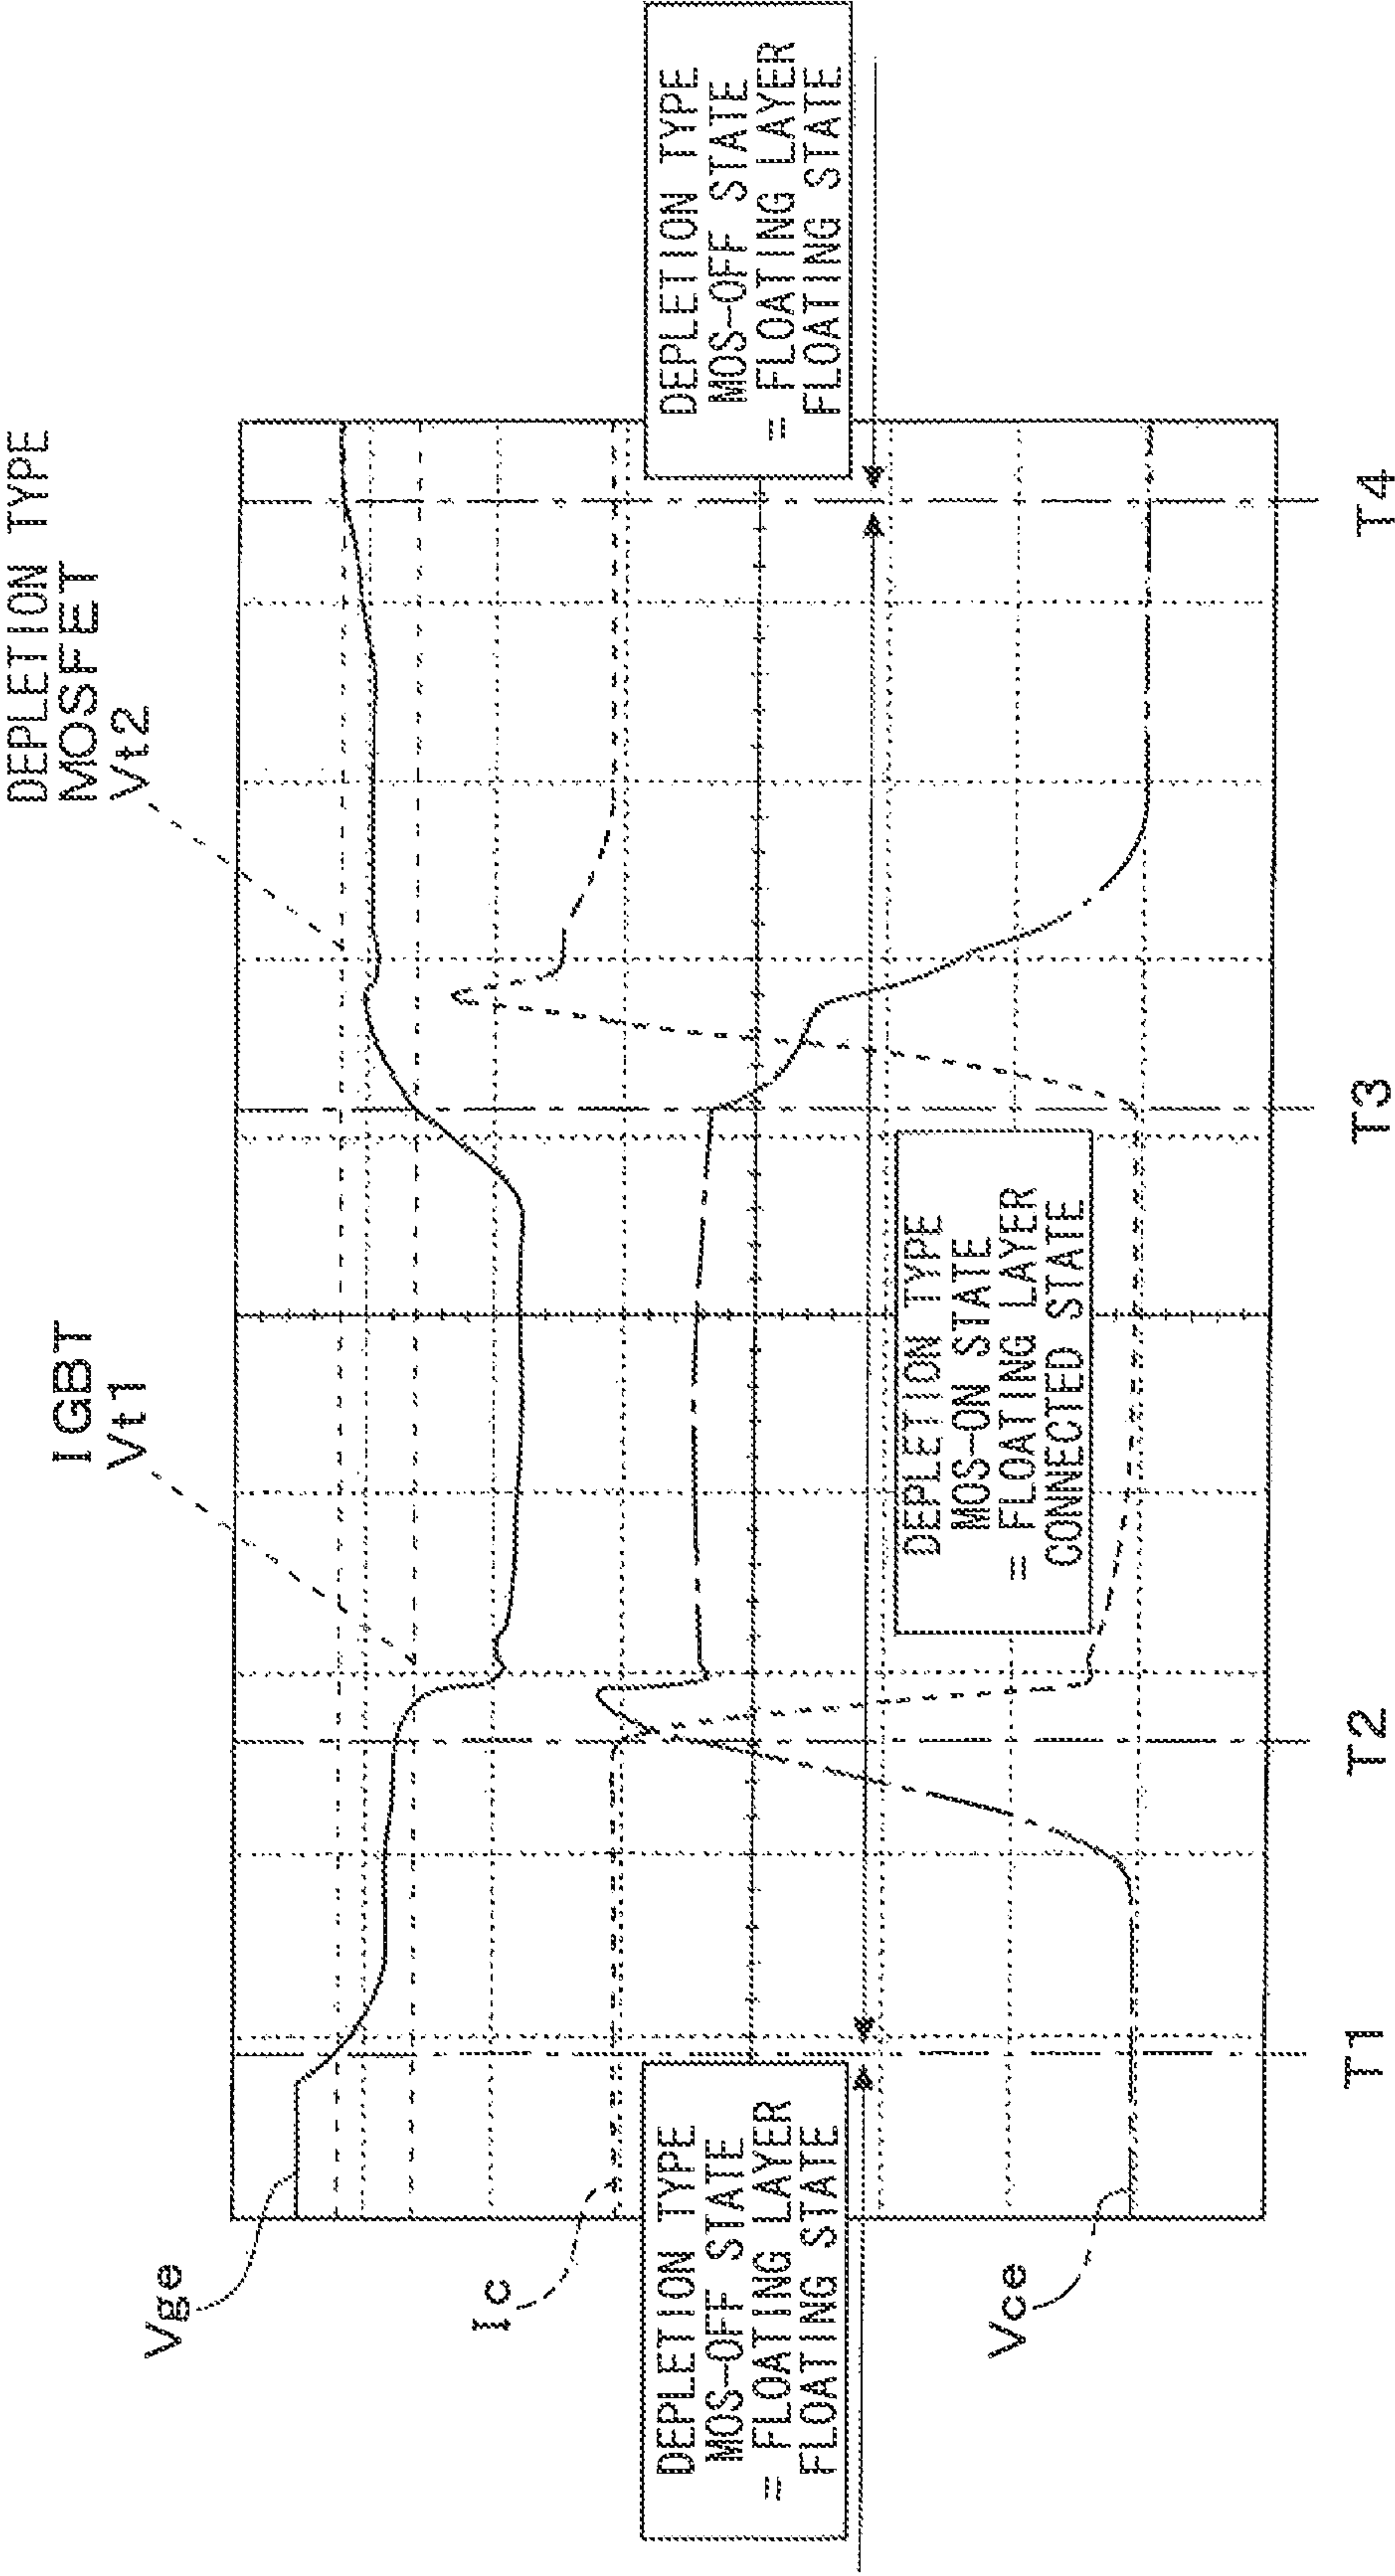 DEPLETION TYPE
MOSFET
Vt2
IGBT
Vt1
Vge
Ic
Vce
DEPLETION TYPE
MOS-OFF STATE
= FLOATING LAYER
FLOATING STATE
DEPLETION TYPE
MOS-ON STATE
= FLOATING LAYER
CONNECTED STATE
DEPLETION TYPE
MOS-OFF STATE
= FLOATING LAYER
FLOATING STATE
T1
T2
T3
T4